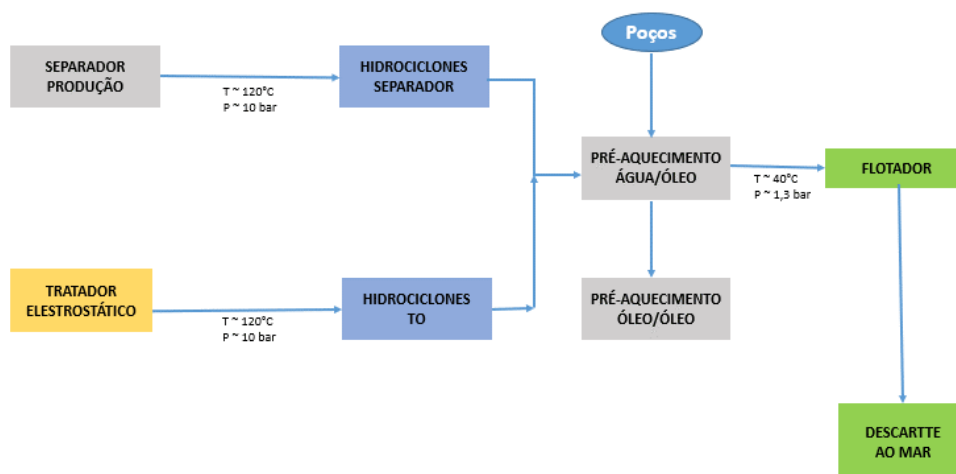 Poços
SEPARADOR
PRODUÇÃO
T ~ 120°C
P ~ 10 bar
HIDROCICLONES
SEPARADOR
PRÉ-AQUECIMENTO
ÁGUA/ÓLEO
T ~ 40°C
P ~ 1,3 bar
FLOTADOR
TRATADOR
ELESTROSTÁTICO
T ~ 120°C
P ~ 10 bar
HIDROCICLONES
TO
PRÉ-AQUECIMENTO
ÓLEO/ÓLEO
DESCARTTE
AO MAR